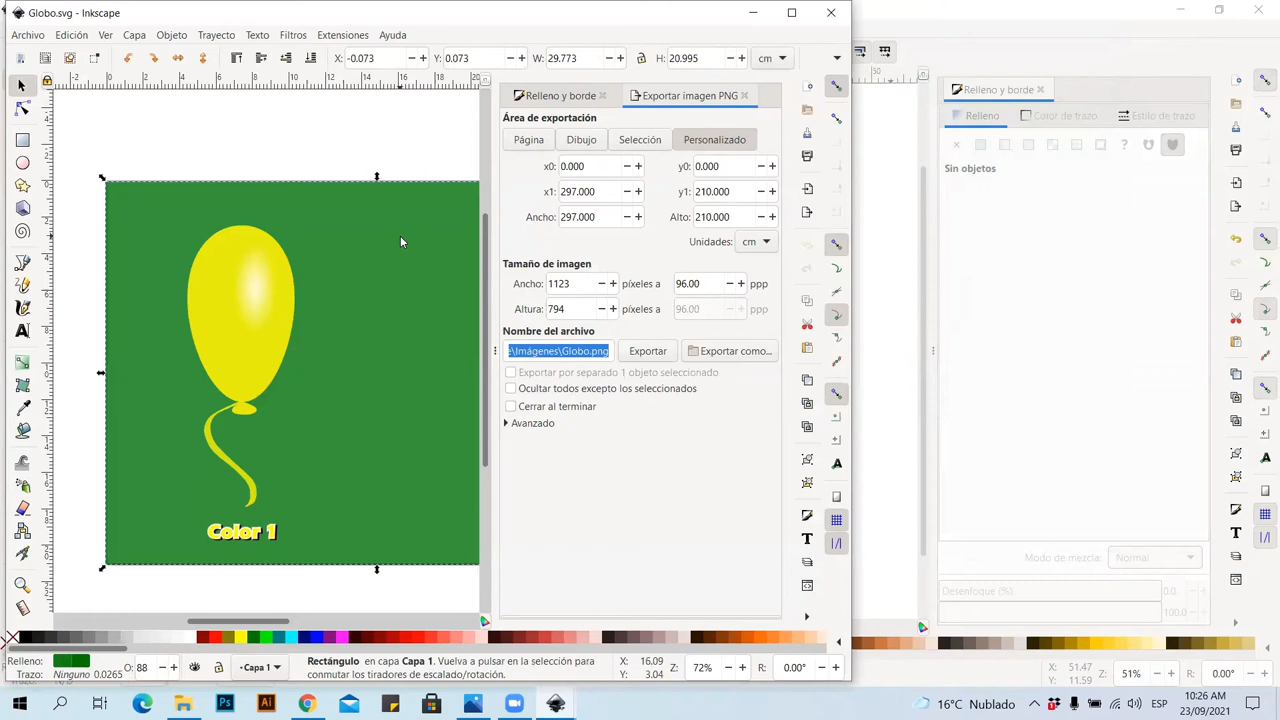 Globo.svg - Inkscape
Archivo Edición Ver Capa Objeto Trayecto Texto Filtros Extensiones Ayuda
X: -0.073 Y: 0.073 W: 29.773 H: 20.995 cm
Relleno y borde Exportar imagen PNG
Área de exportación
Página Dibujo Selección Personalizado
x0: 0.000 y0: 0.000
x1: 297.000 y1: 210.000
Ancho: 297.000 Alto: 210.000
Unidades: cm
Tamaño de imagen
Ancho: 1123 píxeles a 96.00 ppp
Altura: 794 píxeles a 96.00 ppp
Nombre del archivo
e\Imágenes\Globo.png Exportar Exportar como...
Exportar por separado 1 objeto seleccionado
Ocultar todos excepto los seleccionados
Cerrar al terminar
Avanzado
Color 1
Relleno y borde
Relleno Color de trazo Estilo de trazo
Sin objetos
Modo de mezcla: Normal
Desenfoque (%) 0.0
100.0
Relleno: O: 88 Capa 1 Rectángulo en capa Capa 1. Vuelva a pulsar en la selección para X: 16.09 Z: 72% R: 0.00°
Trazo: Ninguno 0.0265 conmutar los tiradores de escalado/rotación. Y: 3.04
X: 51.47 Z: 51% R: 0.00°
Y: 11.59
16°C Nublado ESP 10:26 AM
23/09/2021